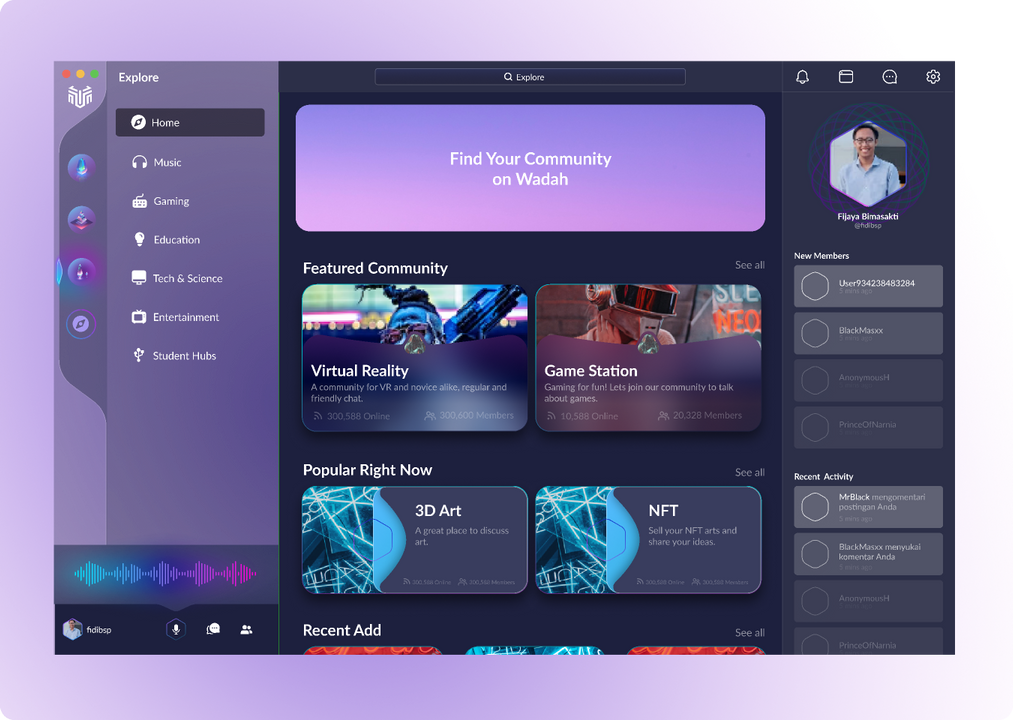 Explore
Home
Music
Gaming
Education
Tech & Science
Entertainment
Student Hubs
fidibsp
Explore
Find Your Community
on Wadah
Featured Community
See all
Virtual Reality
A community for VR and novice alike, regular and
friendly chat.
300,588 Online
300,600 Members
Game Station
Gaming for fun! Lets join our community to talk
about games.
10,588 Online
20,328 Members
Popular Right Now
See all
3D Art
A great place to discuss
art.
300,588 Online
300,588 Members
NFT
Sell your NFT arts and
share your ideas.
300,588 Online
300,588 Members
Recent Add
See all
Fijaya Bimasakti
@fidibsp
New Members
User934238483284
5 mins ago
BlackMasxx
5 mins ago
AnonymousH
PrinceOfNarnia
Recent Activity
MrBlack mengomentari
postingan Anda
5 mins ago
BlackMasxx menyukai
komentar Anda
5 mins ago
AnonymousH
PrinceOfNarnia